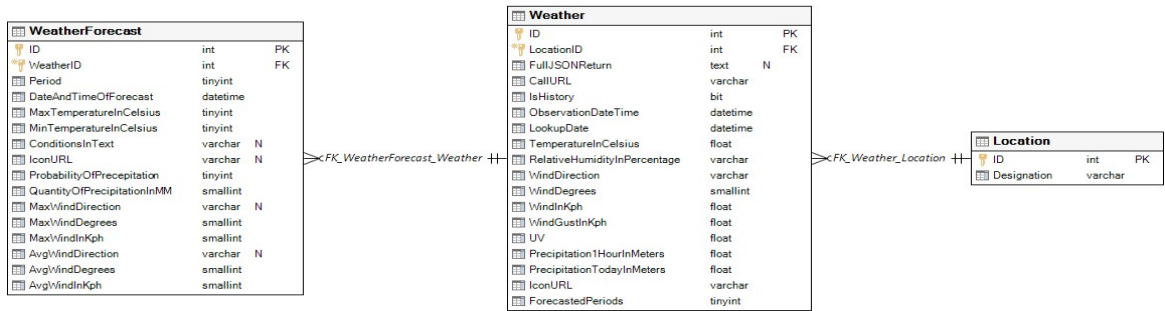 WeatherForecast
ID int PK
WeatherID int FK
Period tinyint
DateAndTimeOfForecast datetime
MaxTemperatureInCelsius tinyint
MinTemperatureInCelsius tinyint
ConditionsInText varchar N
IconURL varchar N
ProbabilityOfPrecepitation tinyint
QuantityOfPrecipitationInMM smallint
MaxWindDirection varchar N
MaxWindDegrees smallint
MaxWindInKph smallint
AvgWindDirection varchar N
AvgWindDegrees smallint
AvgWindInKph smallint
FK_WeatherForecast_Weather
Weather
ID int PK
LocationID int FK
FullJSONReturn text N
CallURL varchar
IsHistory bit
ObservationDateTime datetime
LookupDate datetime
TemperatureInCelsius float
RelativeHumidityInPercentage varchar
WindDirection varchar
WindDegrees smallint
WindInKph float
WindGustInKph float
UV float
Precipitation1HourInMeters float
PrecipitationTodayInMeters float
IconURL varchar
ForecastedPeriods tinyint
FK_Weather_Location
Location
ID int PK
Designation varchar